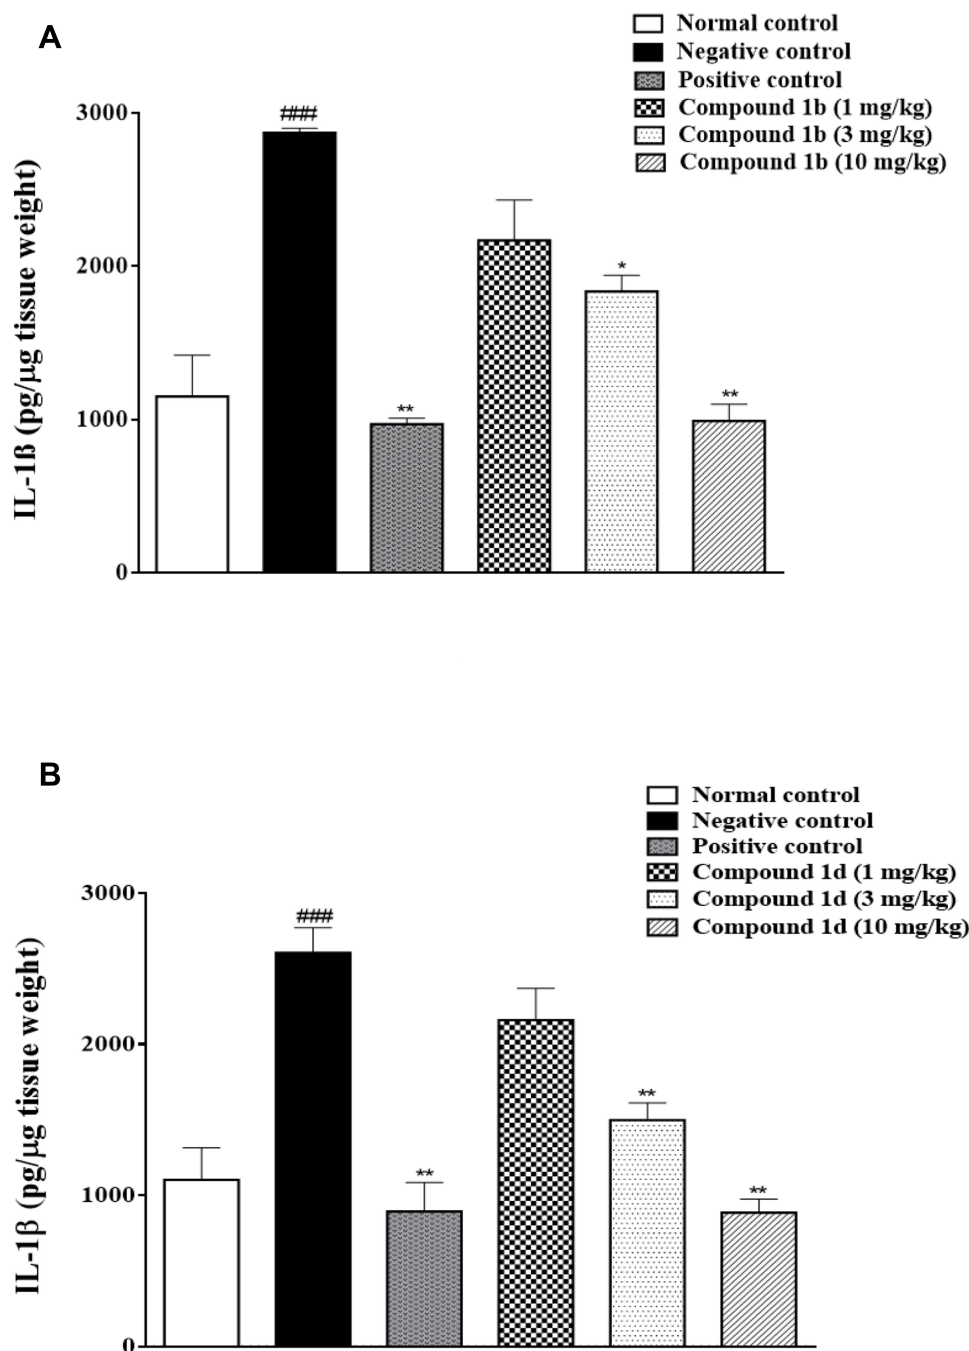 A
Normal control
Negative control
Positive control
Compound 1b (1 mg/kg)
Compound 1b (3 mg/kg)
Compound 1b (10 mg/kg)
IL-1ß (pg/µg tissue weight)
3000
2000
1000
0
###
**
*
**
B
Normal control
Negative control
Positive control
Compound 1d (1 mg/kg)
Compound 1d (3 mg/kg)
Compound 1d (10 mg/kg)
IL-1β (pg/µg tissue weight)
3000
2000
1000
0
###
**
**
**